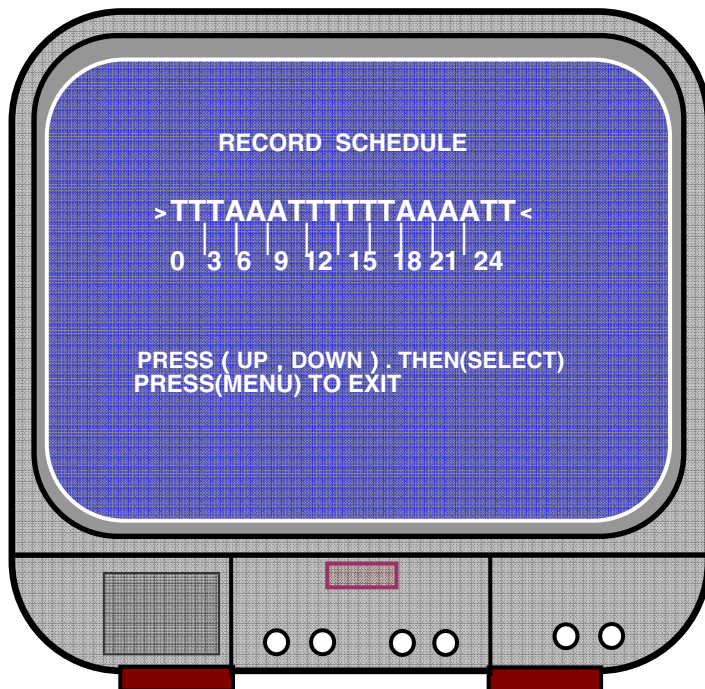 RECORD SCHEDULE
>TTTAAATTTTTTAAAATT<
0 3 6 9 12 15 18 21 24
PRESS ( UP , DOWN ) . THEN(SELECT)
PRESS(MENU) TO EXIT